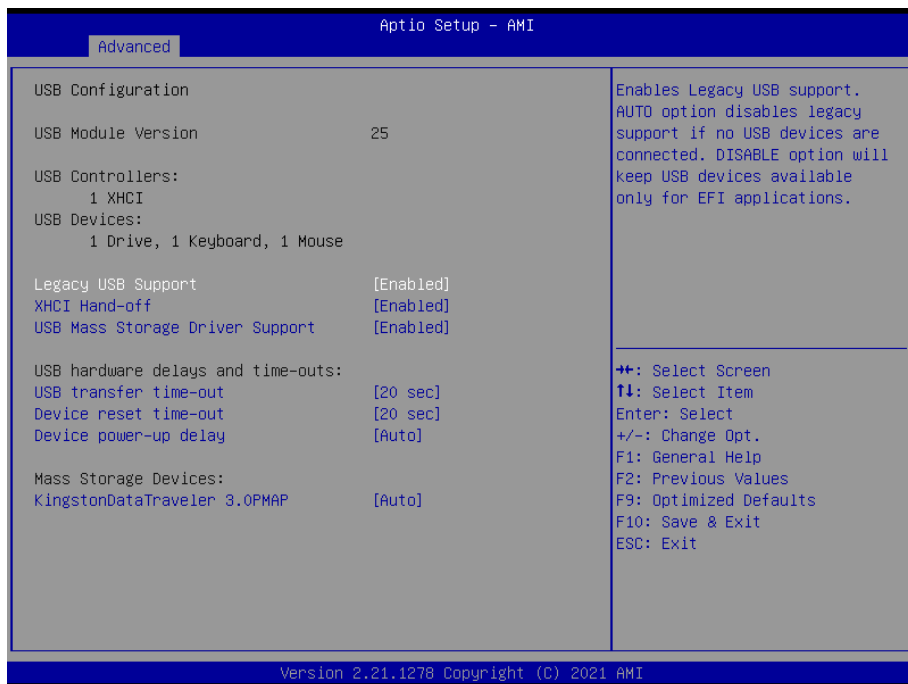 Aptio Setup – AMI
Advanced
USB Configuration
USB Module Version 25
USB Controllers:
1 XHCI
USB Devices:
1 Drive, 1 Keyboard, 1 Mouse
Legacy USB Support [Enabled]
XHCI Hand-off [Enabled]
USB Mass Storage Driver Support [Enabled]
USB hardware delays and time-outs:
USB transfer time-out [20 sec]
Device reset time-out [20 sec]
Device power-up delay [Auto]
Mass Storage Devices:
KingstonDataTraveler 3.0PMAP [Auto]
Enables Legacy USB support.
AUTO option disables legacy
support if no USB devices are
connected. DISABLE option will
keep USB devices available
only for EFI applications.
→←: Select Screen
↑↓: Select Item
Enter: Select
+/-: Change Opt.
F1: General Help
F2: Previous Values
F9: Optimized Defaults
F10: Save & Exit
ESC: Exit
Version 2.21.1278 Copyright (C) 2021 AMI